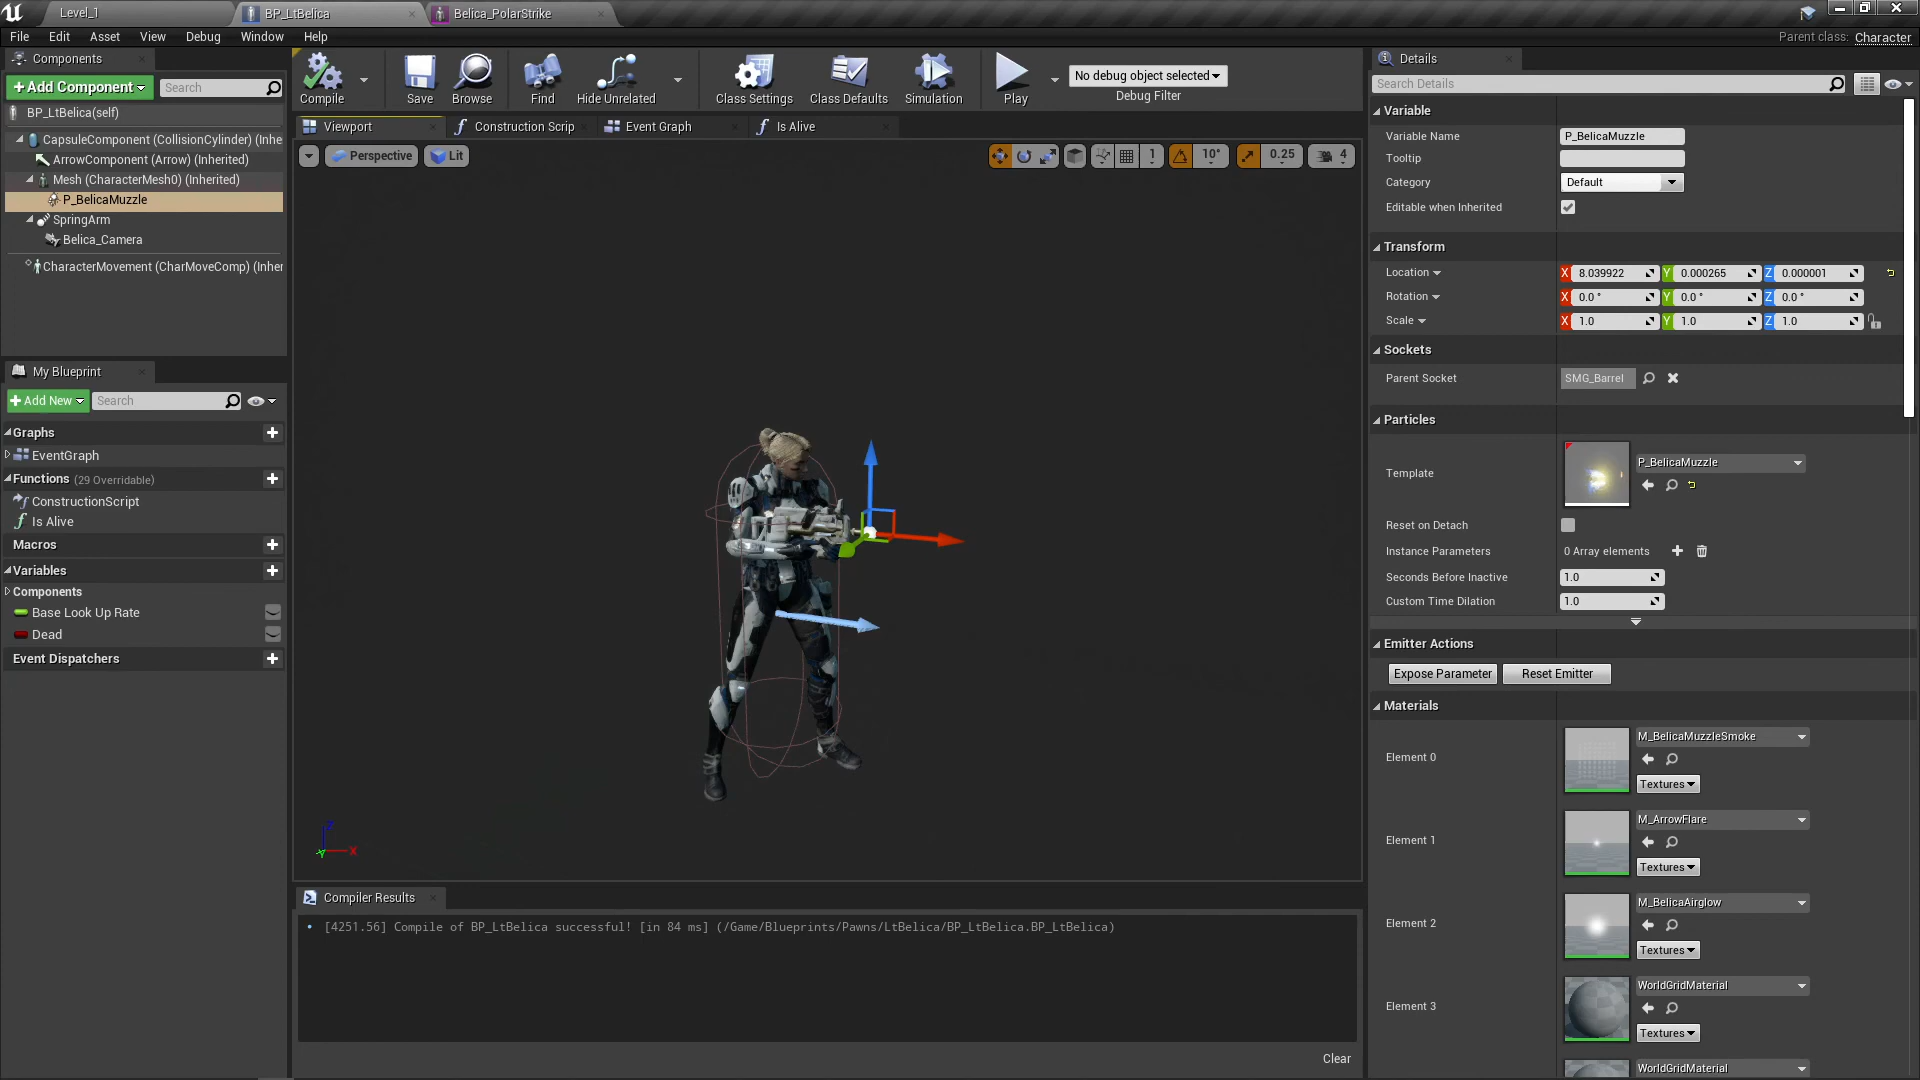 Level_1
BP_LtBelica
Belica_PolarStrike
File Edit Asset View Debug Window Help
Parent class: Character
Components
+Add Component
Search
BP_LtBelica(self)
CapsuleComponent (CollisionCylinder) (Inhe
ArrowComponent (Arrow) (Inherited)
Mesh (CharacterMesh0) (Inherited)
P_BelicaMuzzle
SpringArm
Belica_Camera
CharacterMovement (CharMoveComp) (Inher
My Blueprint
+Add New
Search
Graphs
EventGraph
Functions (29 Overridable)
ConstructionScript
Is Alive
Macros
Variables
Components
Base Look Up Rate
Dead
Event Dispatchers
Compile
Save
Browse
Find
Hide Unrelated
Class Settings
Class Defaults
Simulation
Play
No debug object selected
Debug Filter
Viewport
Construction Scrip
Event Graph
Is Alive
Perspective
Lit
1
10°
0.25
4
Z
X
Y
Compiler Results
[4251.56] Compile of BP_LtBelica successful! [in 84 ms] (/Game/Blueprints/Pawns/LtBelica/BP_LtBelica.BP_LtBelica)
Clear
Details
Search Details
Variable
Variable Name P_BelicaMuzzle
Tooltip
Category Default
Editable when Inherited
Transform
Location X 8.039922 Y 0.000265 Z 0.000001
Rotation X 0.0 ° Y 0.0 ° Z 0.0 °
Scale X 1.0 Y 1.0 Z 1.0
Sockets
Parent Socket SMG_Barrel
Particles
Template P_BelicaMuzzle
Reset on Detach
Instance Parameters 0 Array elements
Seconds Before Inactive 1.0
Custom Time Dilation 1.0
Emitter Actions
Expose Parameter Reset Emitter
Materials
Element 0 M_BelicaMuzzleSmoke
Textures
Element 1 M_ArrowFlare
Textures
Element 2 M_BelicaAirglow
Textures
Element 3 WorldGridMaterial
Textures
WorldGridMaterial